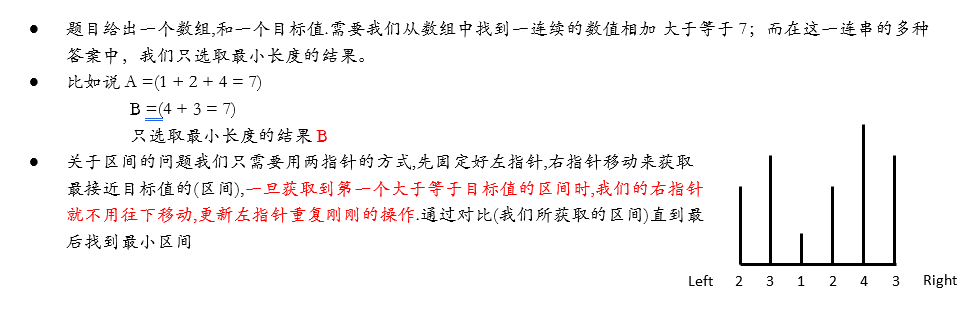 ● 题目给出一个数组,和一个目标值.需要我们从数组中找到一连续的数值相加 大于等于 7；而在这一连串的多种
答案中，我们只选取最小长度的结果。
● 比如说 A =(1 + 2 + 4 = 7)
B =(4 + 3 = 7)
只选取最小长度的结果 B
● 关于区间的问题我们只需要用两指针的方式,先固定好左指针,右指针移动来获取
最接近目标值的(区间),一旦获取到第一个大于等于目标值的区间时,我们的右指针
就不用往下移动,更新左指针重复刚刚的操作.通过对比(我们所获取的区间)直到最
后找到最小区间
Left 2 3 1 2 4 3 Right